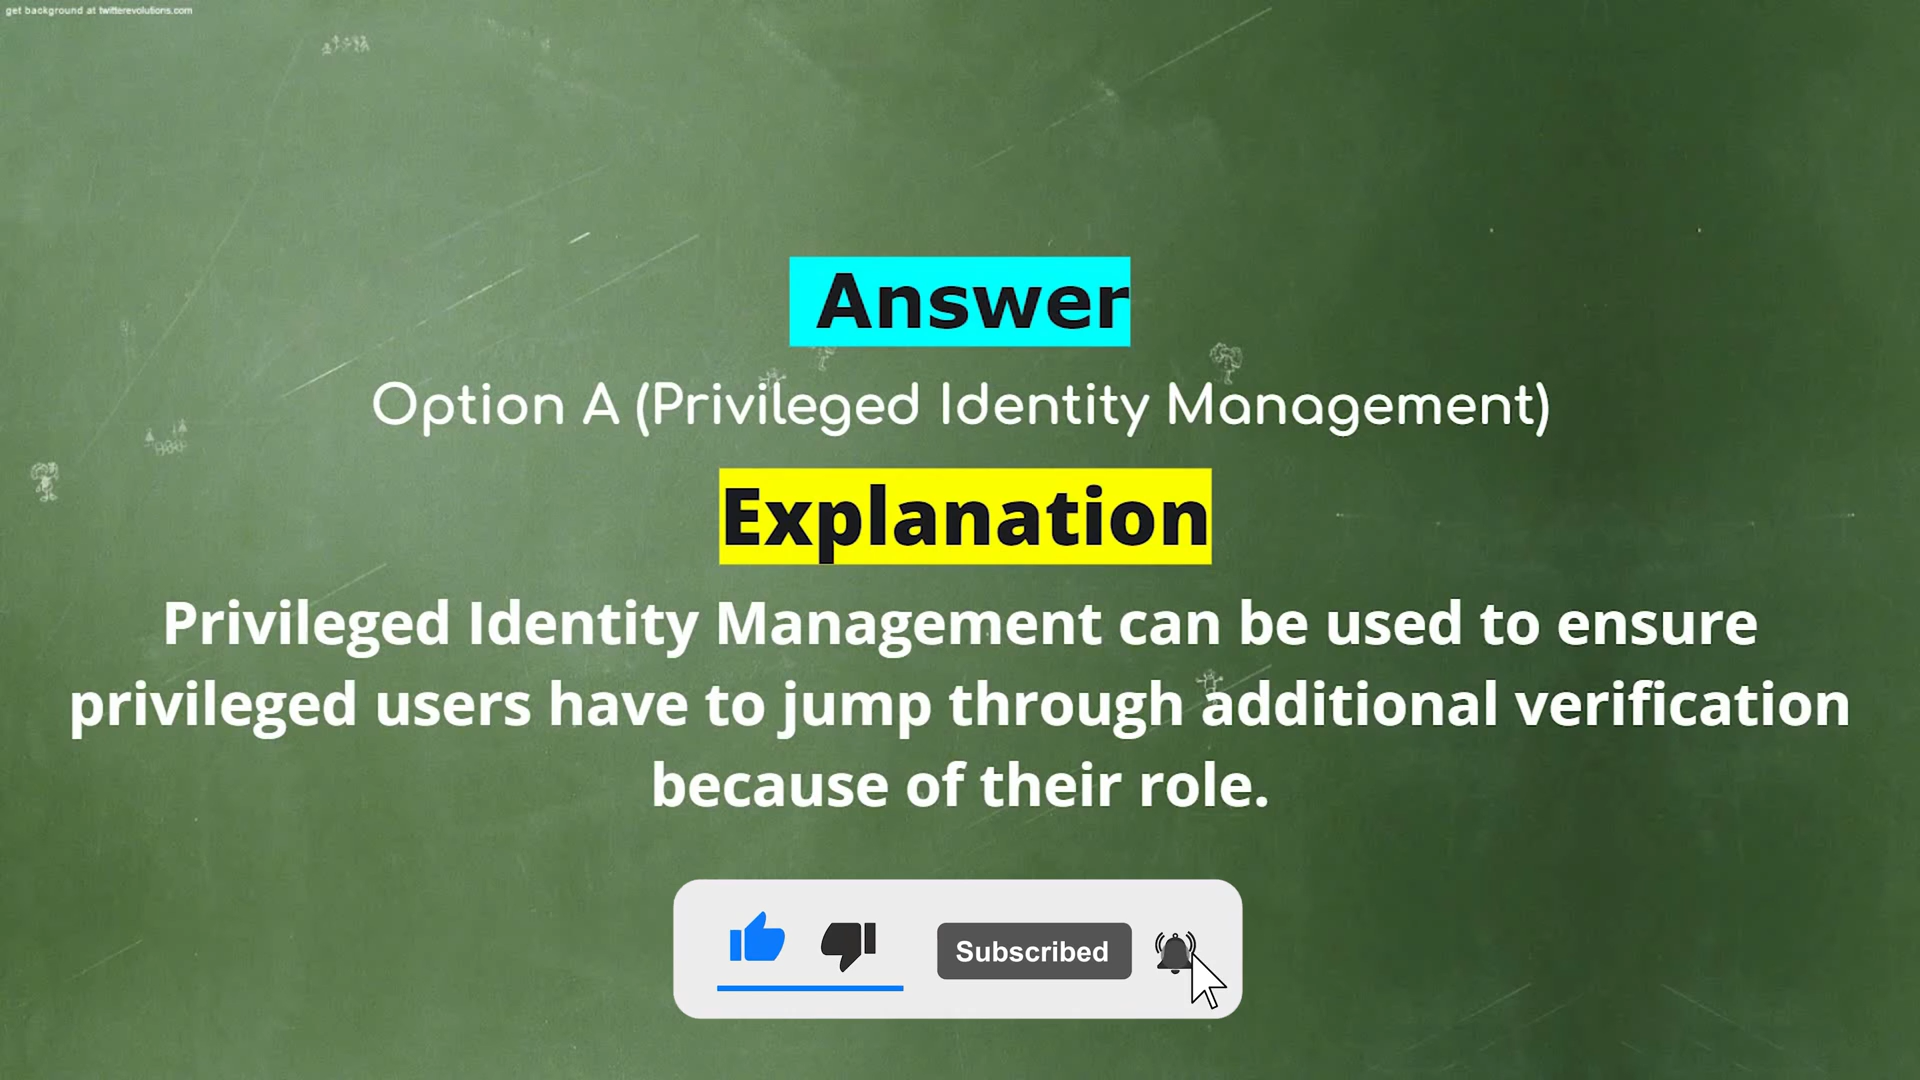 get background at twitterevolutions.com
Answer
Option A (Privileged Identity Management)
Explanation
Privileged Identity Management can be used to ensure
privileged users have to jump through additional verification
because of their role.
Subscribed